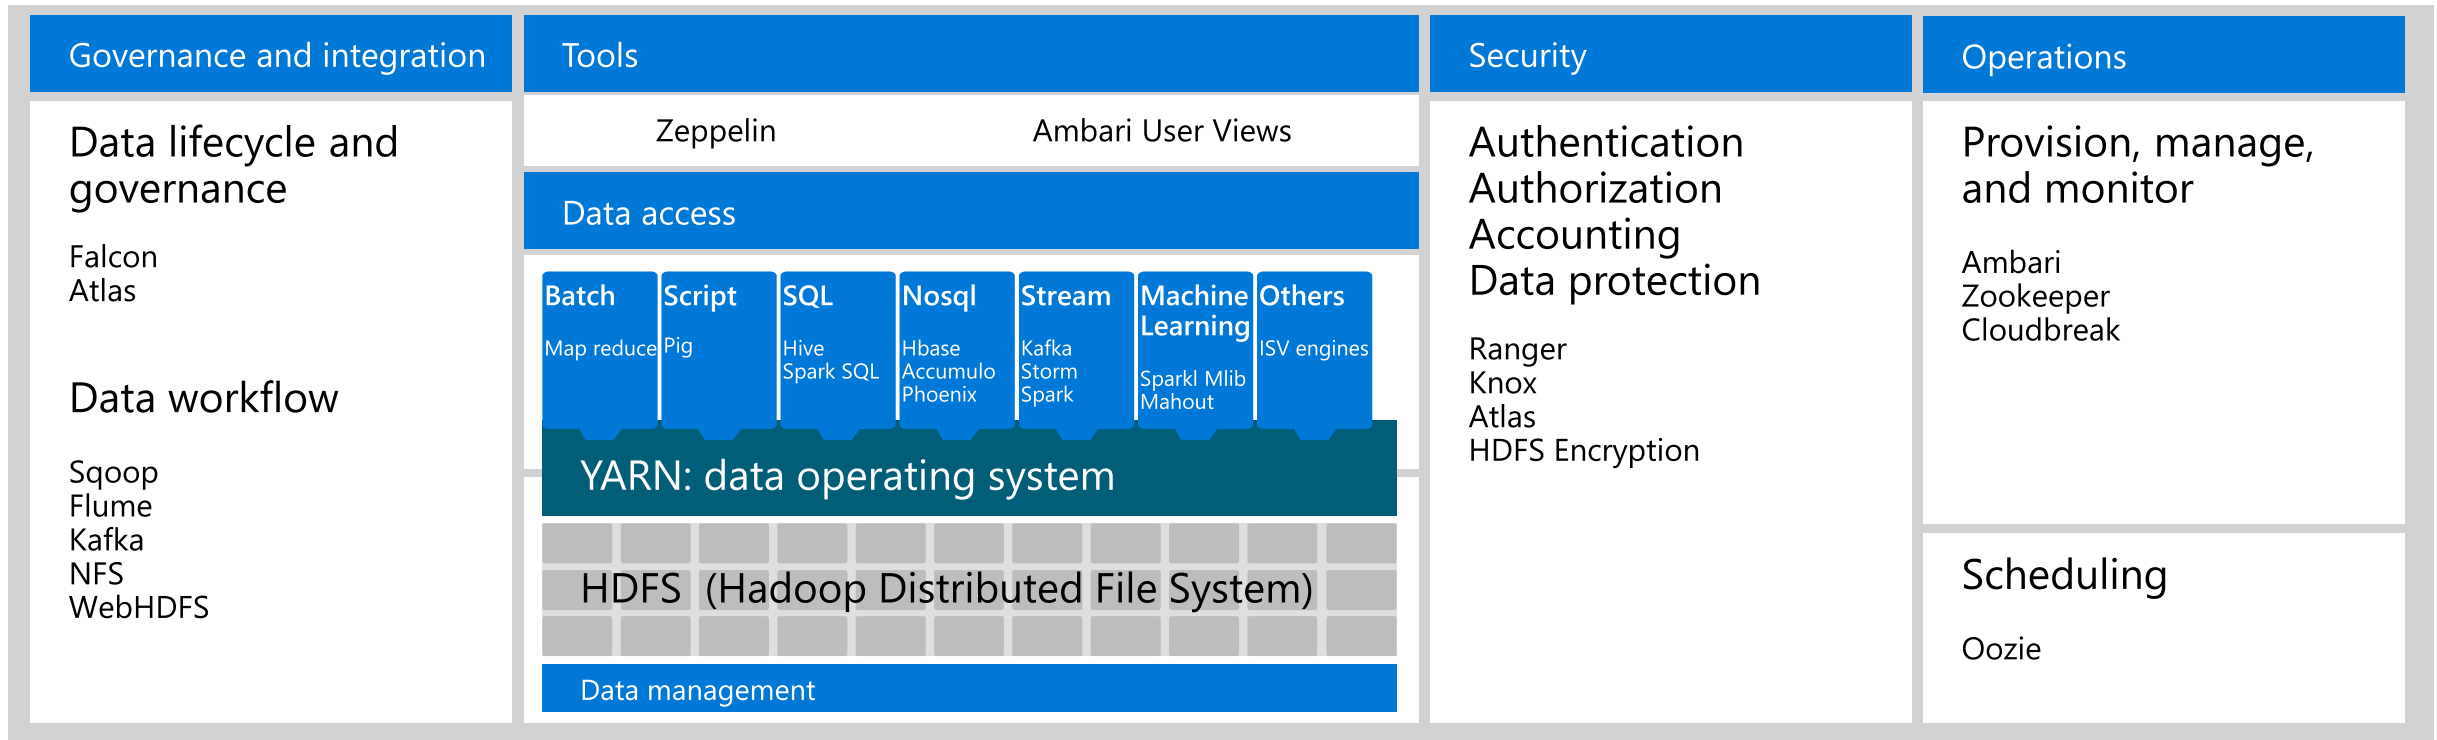 Governance and integration
Data lifecycle and
governance
Falcon
Atlas
Data workflow
Sqoop
Flume
Kafka
NFS
WebHDFS
Tools
Zeppelin
Ambari User Views
Data access
Batch
Map reduce
Script
Pig
SQL
Hive
Spark SQL
Nosql
Hbase
Accumulo
Phoenix
Stream
Kafka
Storm
Spark
Machine
Learning
Sparkl Mlib
Mahout
Others
ISV engines
YARN: data operating system
HDFS (Hadoop Distributed File System)
Data management
Security
Authentication
Authorization
Accounting
Data protection
Ranger
Knox
Atlas
HDFS Encryption
Operations
Provision, manage,
and monitor
Ambari
Zookeeper
Cloudbreak
Scheduling
Oozie